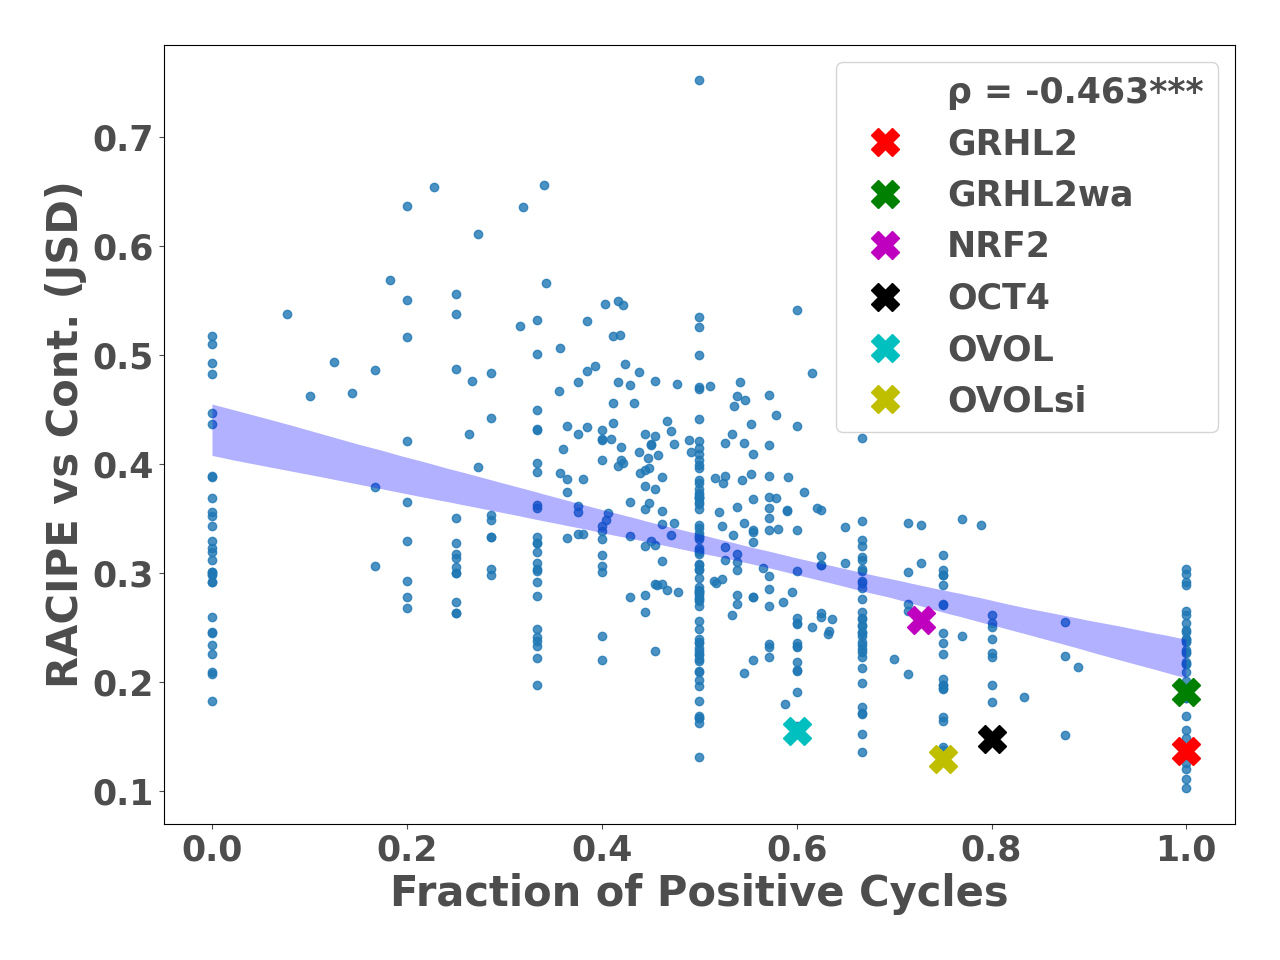 ρ = -0.463***
GRHL2
GRHL2wa
NRF2
OCT4
OVOL
OVOLsi
RACIPE vs Cont. (JSD)
0.7
0.6
0.5
0.4
0.3
0.2
0.1
0.0 0.2 0.4 0.6 0.8 1.0
Fraction of Positive Cycles